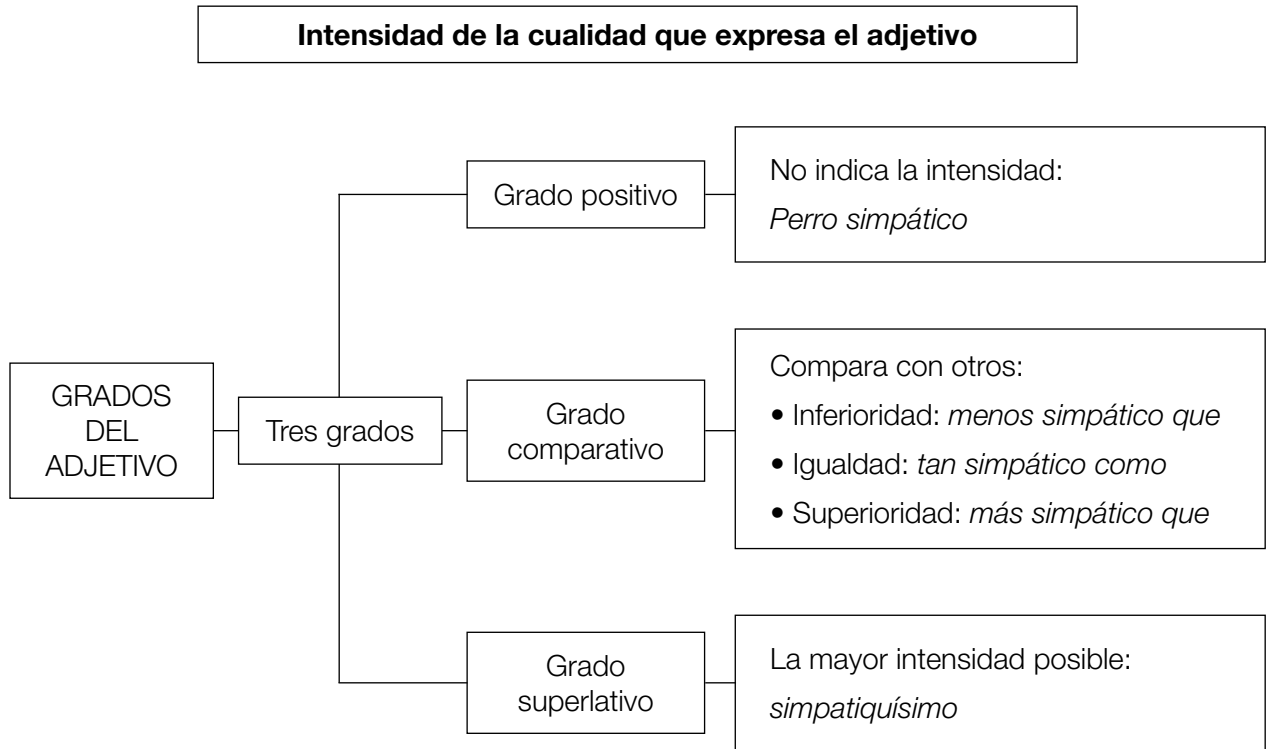 Intensidad de la cualidad que expresa el adjetivo
GRADOS
DEL
ADJETIVO
Tres grados
Grado positivo
No indica la intensidad:
Perro simpático
Grado
comparativo
Compara con otros:
• Inferioridad: menos simpático que
• Igualdad: tan simpático como
• Superioridad: más simpático que
Grado
superlativo
La mayor intensidad posible:
simpatiquísimo